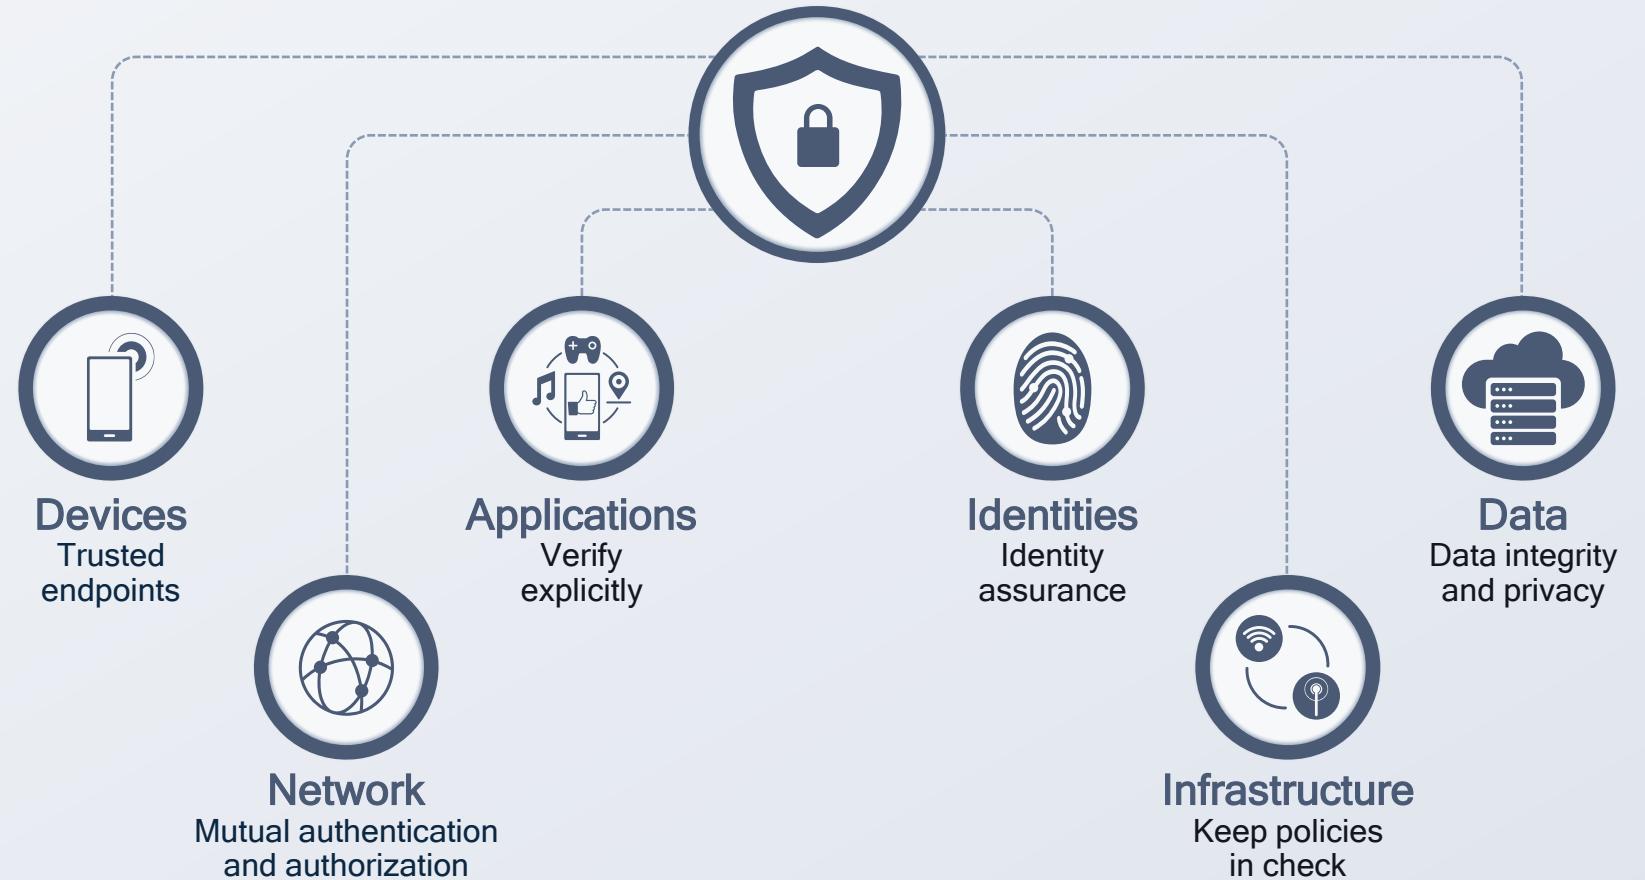 Devices
Trusted
endpoints
Applications
Verify
explicitly
Identities
Identity
assurance
Data
Data integrity
and privacy
Network
Mutual authentication
and authorization
Infrastructure
Keep policies
in check